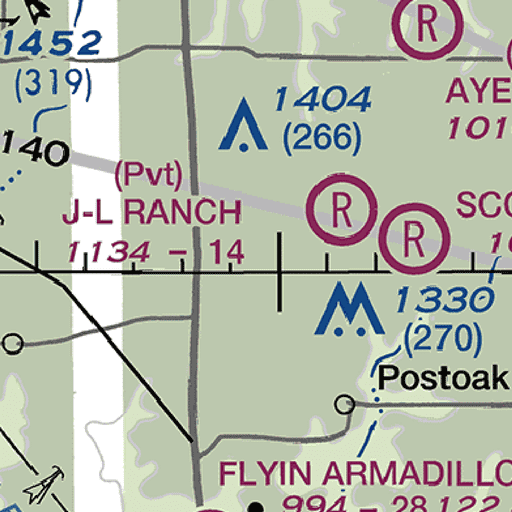 R
1452
(319)
1404
(266)
AYE
101
140
(Pvt)
J-L RANCH
1134 - 14
R
R
SCO
1330
(270)
Postoak
FLYIN ARMADILLO
994 - 28 122